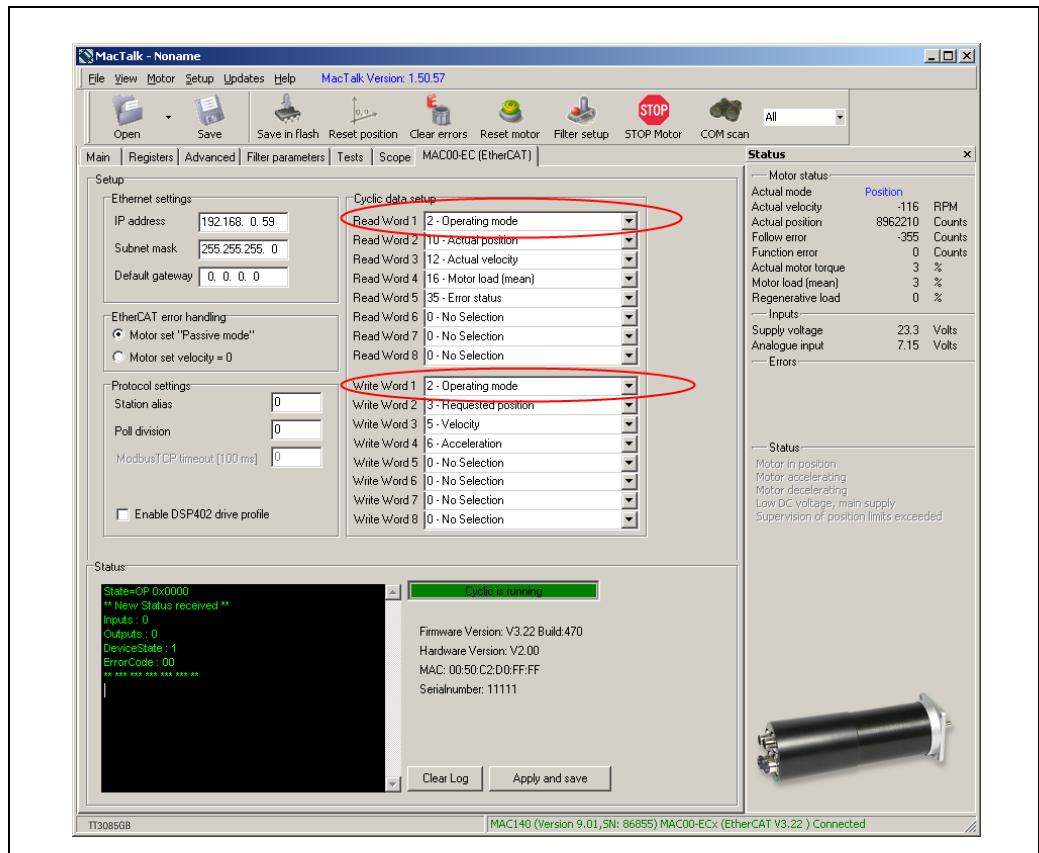 MacTalk - Noname
File View Motor Setup Updates Help MacTalk Version: 1.50.57
Open Save Save in flash Reset position Clear errors Reset motor Filter setup STOP Motor COM scan All
0,0,
STOP
Main Registers Advanced Filter parameters Tests Scope MAC00-EC (EtherCAT)
Setup
Ethernet settings
IP address 192.168. 0. 59
Subnet mask 255.255.255. 0
Default gateway 0. 0. 0. 0
EtherCAT error handling
Motor set "Passive mode"
Motor set velocity = 0
Protocol settings
Station alias 0
Poll division 0
ModbusTCP timeout [100 ms] 0
Enable DSP402 drive profile
Cyclic data setup
Read Word 1 2 - Operating mode
Read Word 2 10 - Actual position
Read Word 3 12 - Actual velocity
Read Word 4 16 - Motor load (mean)
Read Word 5 35 - Error status
Read Word 6 0 - No Selection
Read Word 7 0 - No Selection
Read Word 8 0 - No Selection
Write Word 1 2 - Operating mode
Write Word 2 3 - Requested position
Write Word 3 5 - Velocity
Write Word 4 6 - Acceleration
Write Word 5 0 - No Selection
Write Word 6 0 - No Selection
Write Word 7 0 - No Selection
Write Word 8 0 - No Selection
Status
State=OP 0x0000
** New Status received **
Inputs : 0
Outputs : 0
DeviceState : 1
ErrorCode : 00
** *** *** *** *** *** **
Cyclic is running
Firmware Version: V3.22 Build:470
Hardware Version: V2.00
MAC: 00:50:C2:D0:FF:FF
Serialnumber: 11111
Clear Log Apply and save
Status x
Motor status
Actual mode Position
Actual velocity -116 RPM
Actual position 8962210 Counts
Follow error -355 Counts
Function error 0 Counts
Actual motor torque 3 %
Motor load (mean) 3 %
Regenerative load 0 %
Inputs
Supply voltage 23.3 Volts
Analogue input 7.15 Volts
Errors
Status
Motor in position
Motor accelerating
Motor decelerating
Low DC voltage, main supply
Supervision of position limits exceeded
TT3085GB MAC140 (Version 9.01,SN: 86855) MAC00-ECx (EtherCAT V3.22 ) Connected